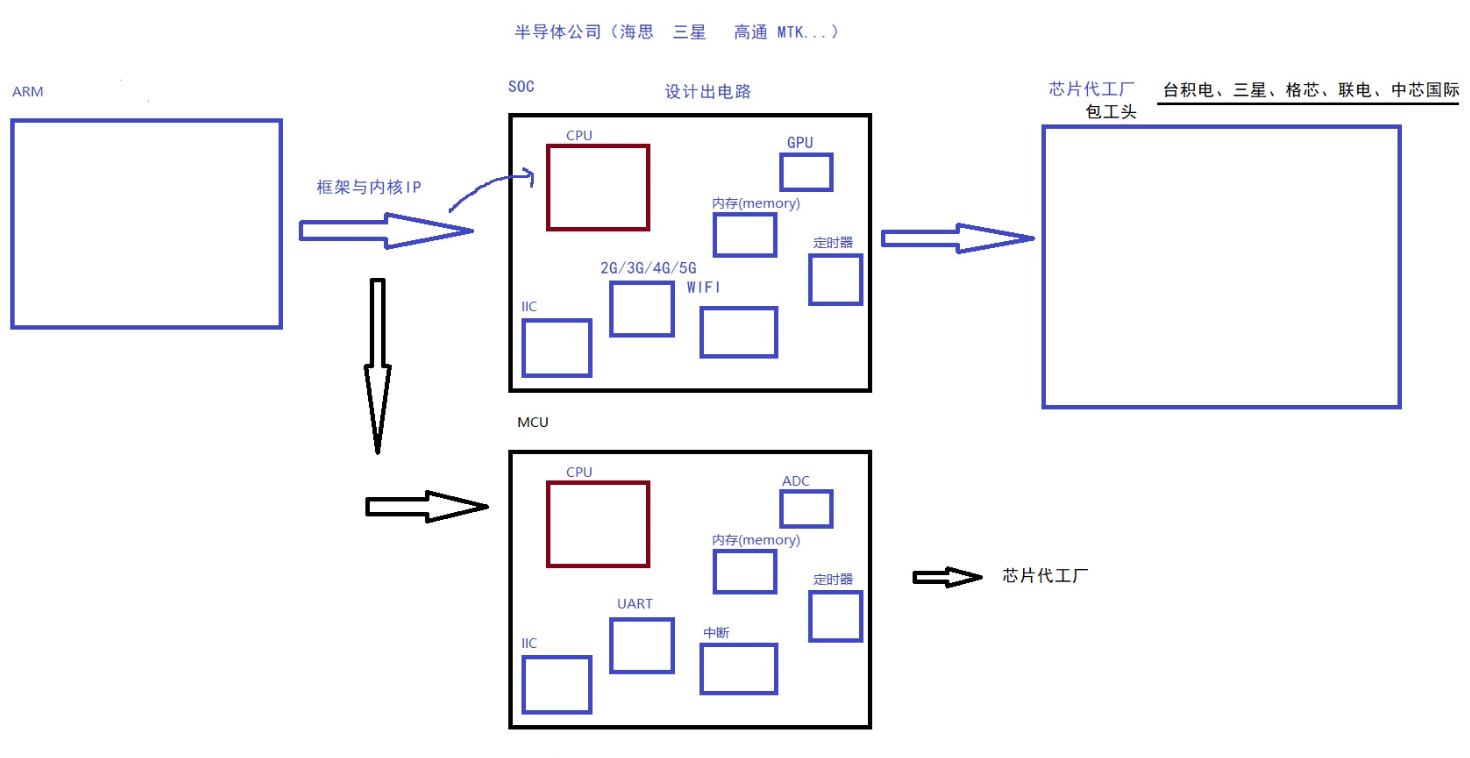 半导体公司（海思 三星 高通 MTK...）
ARM
SOC
设计出电路
芯片代工厂 台积电、三星、格芯、联电、中芯国际
包工头
框架与内核IP
CPU
GPU
内存(memory)
定时器
2G/3G/4G/5G
WIFI
IIC
MCU
CPU
ADC
内存(memory)
定时器
UART
中断
IIC
芯片代工厂